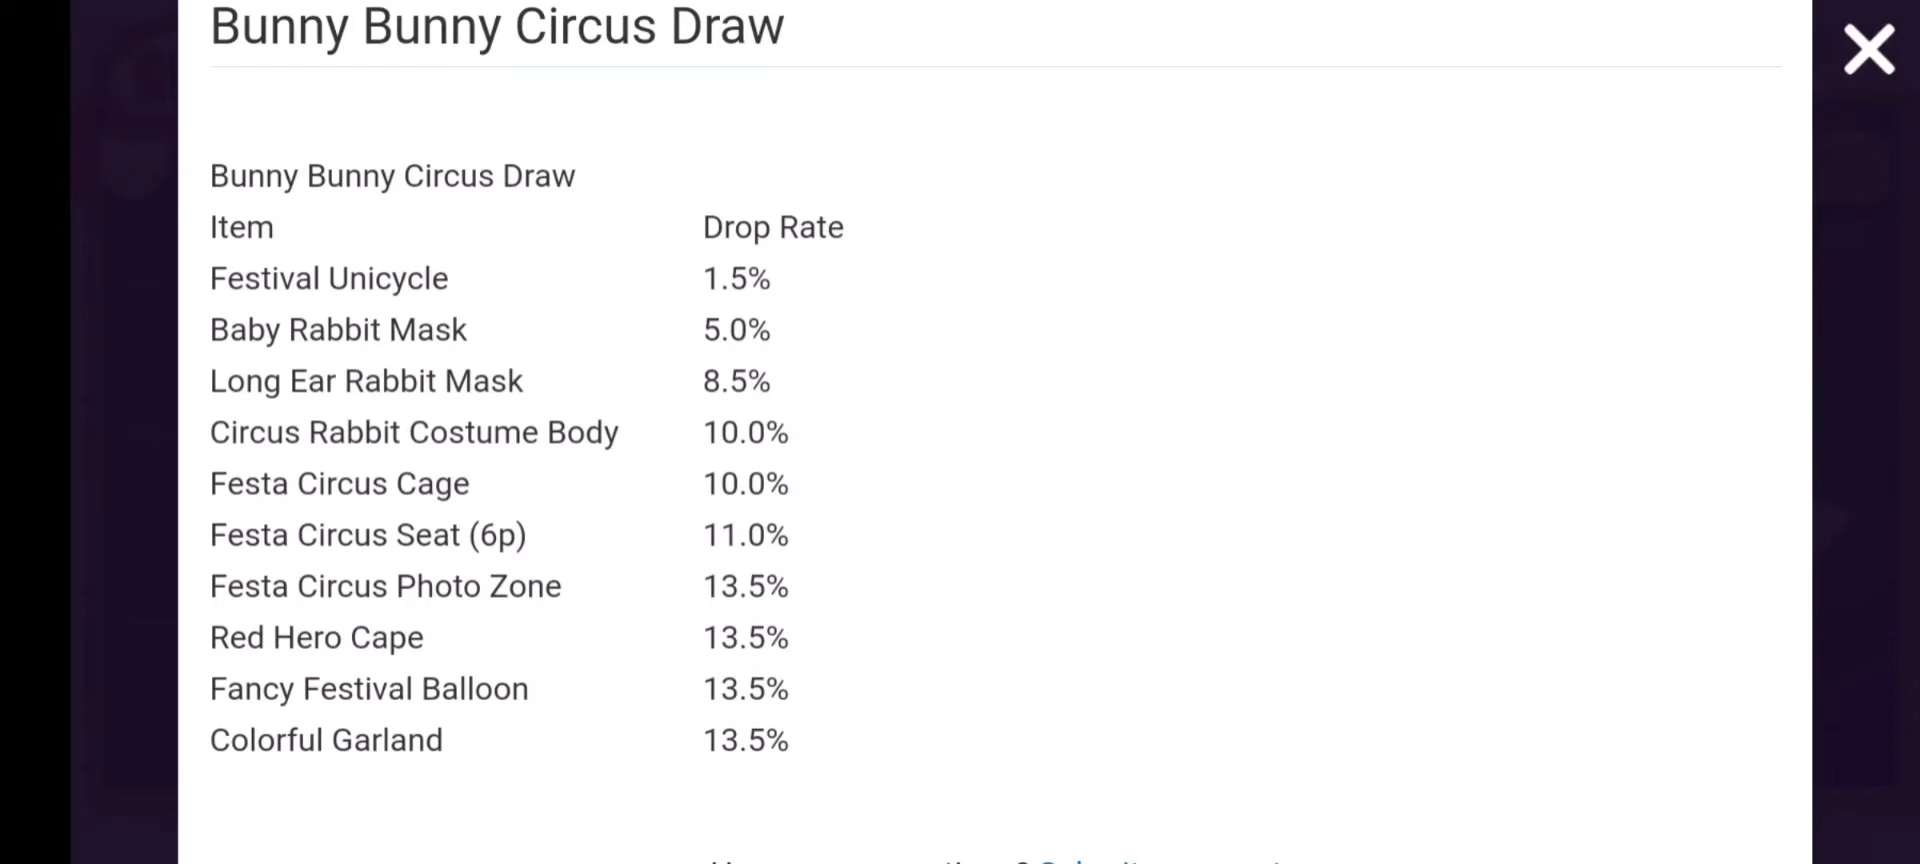 Bunny Bunny Circus Draw
Bunny Bunny Circus Draw
Item Drop Rate
Festival Unicycle 1.5%
Baby Rabbit Mask 5.0%
Long Ear Rabbit Mask 8.5%
Circus Rabbit Costume Body 10.0%
Festa Circus Cage 10.0%
Festa Circus Seat (6p) 11.0%
Festa Circus Photo Zone 13.5%
Red Hero Cape 13.5%
Fancy Festival Balloon 13.5%
Colorful Garland 13.5%